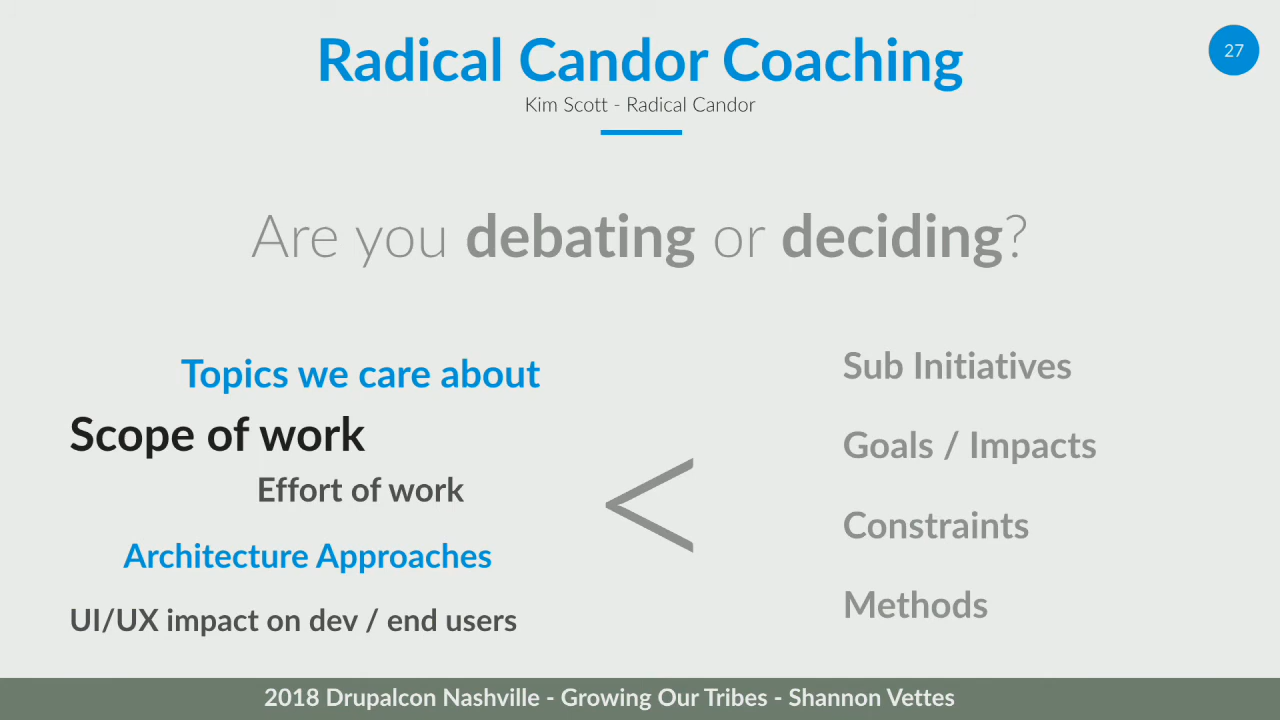 Radical Candor Coaching
27
Kim Scott - Radical Candor
Are you debating or deciding?
Topics we care about
Scope of work
Effort of work
Architecture Approaches
UI/UX impact on dev / end users
<
Sub Initiatives
Goals / Impacts
Constraints
Methods
2018 Drupalcon Nashville - Growing Our Tribes - Shannon Vettes